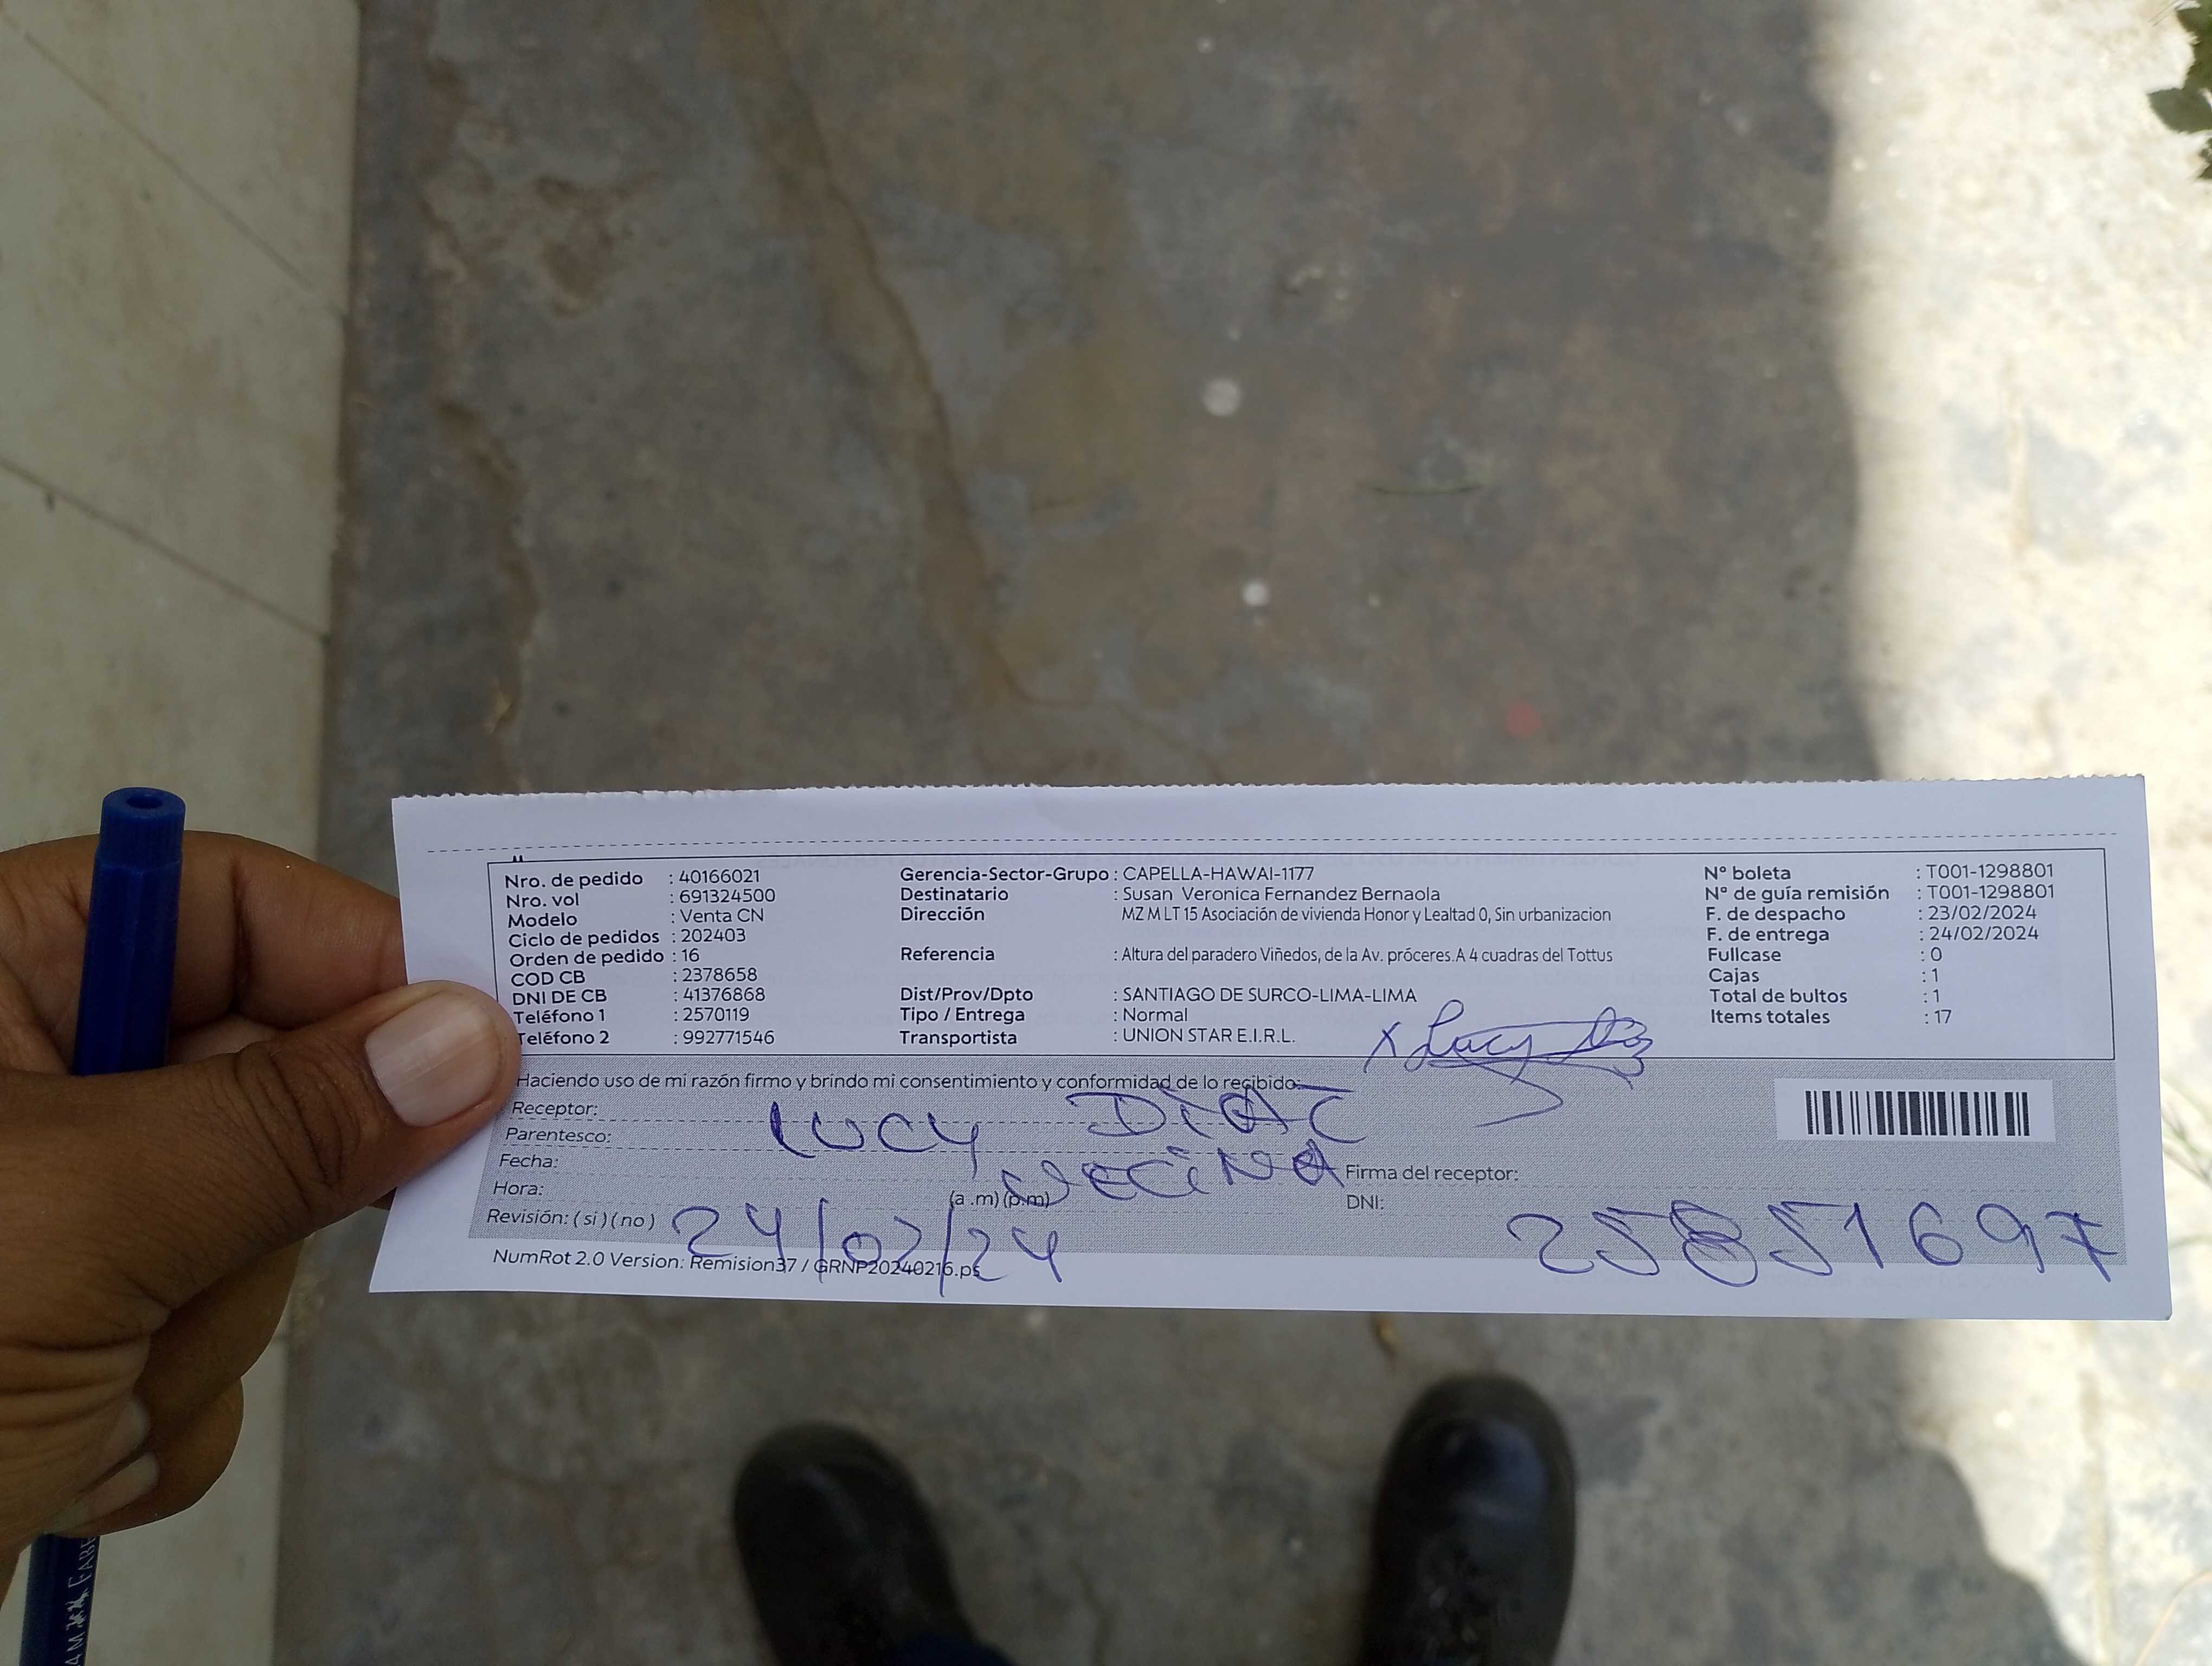 Nro. de pedido : 40166021
Nro. vol : 691324500
Modelo : Venta CN
Ciclo de pedidos : 202403
Orden de pedido : 16
COD CB : 2378658
DNI DE CB : 41376868
Teléfono 1 : 2570119
Teléfono 2 : 992771546
Gerencia-Sector-Grupo : CAPELLA-HAWAI-1177
Destinatario : Susan Veronica Fernandez Bernaola
Dirección MZ M LT 15 Asociación de vivienda Honor y Lealtad 0, Sin urbanizacion
Referencia : Altura del paradero Viñedos, de la Av. próceres.A 4 cuadras del Tottus
Dist/Prov/Dpto : SANTIAGO DE SURCO-LIMA-LIMA
Tipo / Entrega : Normal
Transportista : UNION STAR E.I.R.L.
Nº boleta : T001-1298801
Nº de guía remisión : T001-1298801
F. de despacho : 23/02/2024
F. de entrega : 24/02/2024
Fullcase : 0
Cajas : 1
Total de bultos : 1
Items totales : 17
X Lucy
Haciendo uso de mi razón firmo y brindo mi consentimiento y conformidad de lo recibido:
Receptor: LUCY DIAZ
Parentesco: VECINA
Fecha:
Firma del receptor:
Hora: (a .m) (p.m)
DNI: 25851697
Revisión: ( si ) ( no ) 24/02/24
NumRot 2.0 Version: Remision37 / GRNP20240216.ps